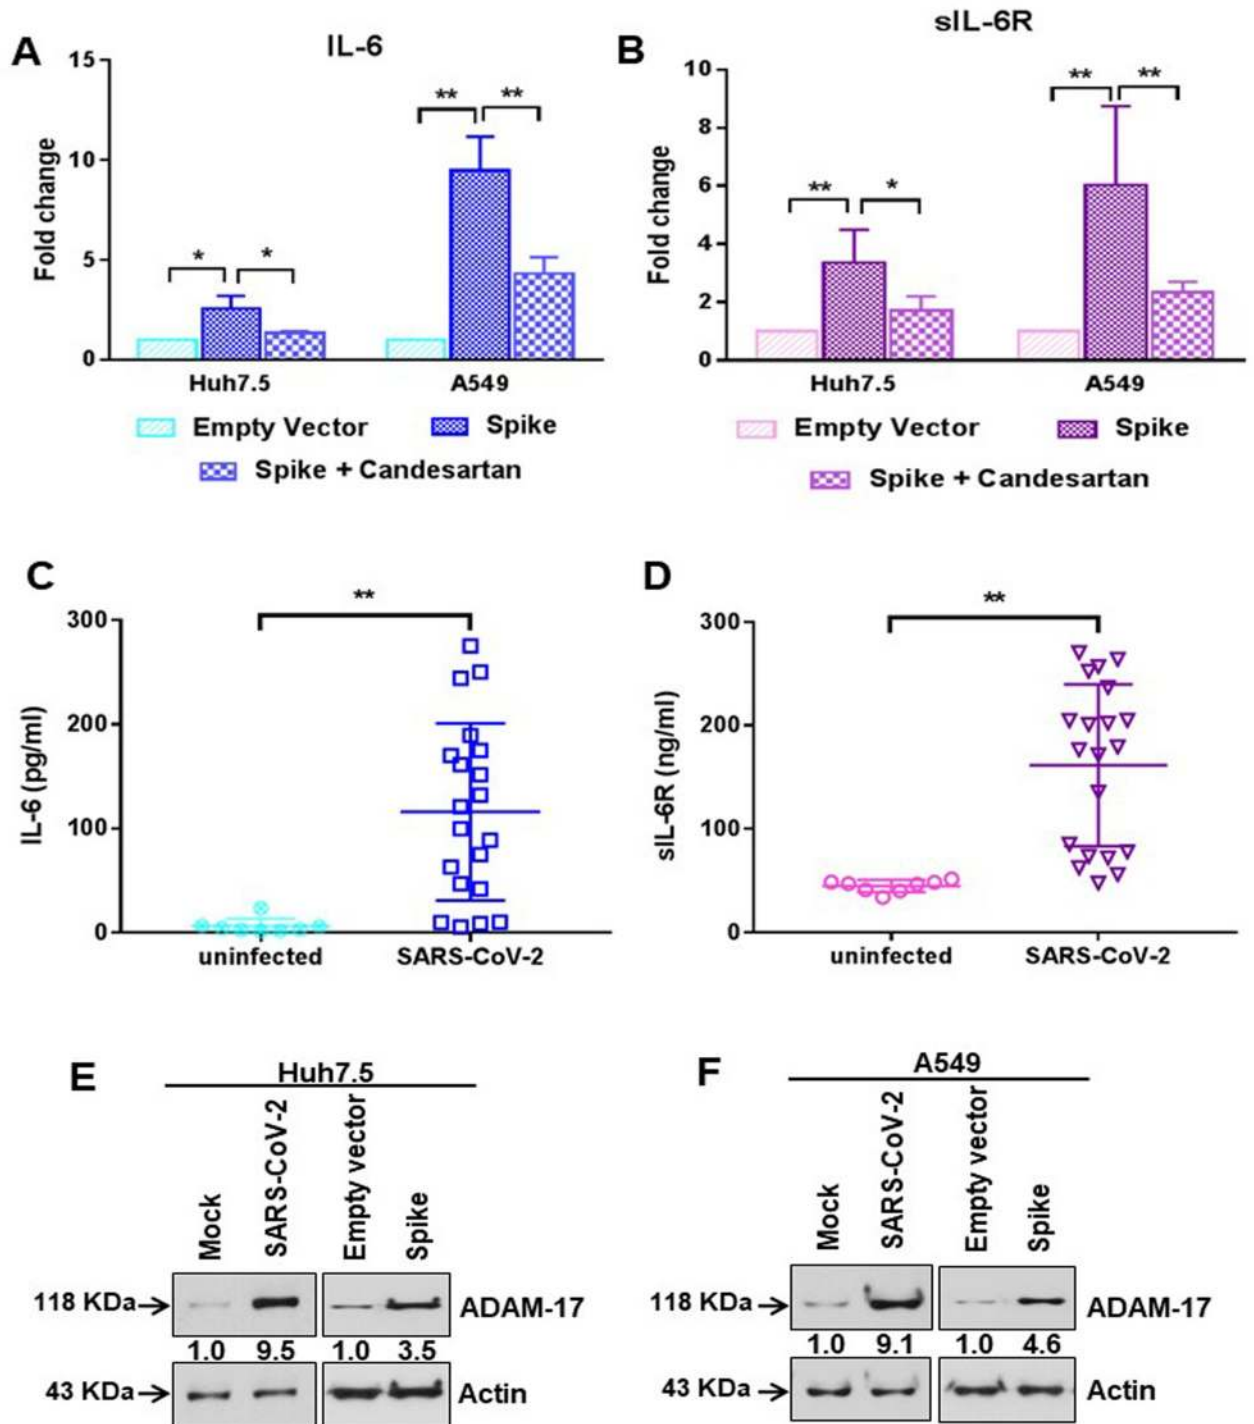 A
IL-6
15
10
5
0
Fold change
*
*
**
**
Huh7.5
A549
Empty Vector
Spike
Spike + Candesartan
B
sIL-6R
10
8
6
4
2
0
Fold change
**
*
**
**
Huh7.5
A549
Empty Vector
Spike
Spike + Candesartan
C
**
300
200
100
0
IL-6 (pg/ml)
uninfected
SARS-CoV-2
D
**
300
200
100
0
sIL-6R (ng/ml)
uninfected
SARS-CoV-2
E
Huh7.5
Mock
SARS-CoV-2
Empty vector
Spike
118 KDa→
ADAM-17
1.0 9.5 1.0 3.5
43 KDa→
Actin
F
A549
Mock
SARS-CoV-2
Empty vector
Spike
118 KDa→
ADAM-17
1.0 9.1 1.0 4.6
43 KDa→
Actin